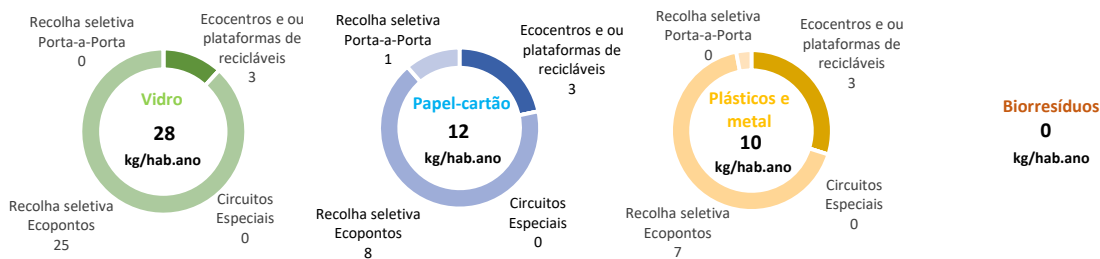 Recolha seletiva
Porta-a-Porta
0
Ecocentros e ou
plataformas de
recicláveis
3
Vidro
28
kg/hab.ano
Recolha seletiva
Ecopontos
25
Circuitos
Especiais
0
Recolha seletiva
Porta-a-Porta
1
Ecocentros e ou
plataformas de
recicláveis
3
Papel-cartão
12
kg/hab.ano
Recolha seletiva
Ecopontos
8
Circuitos
Especiais
0
Recolha seletiva
Porta-a-Porta
0
Ecocentros e ou
plataformas de
recicláveis
3
Plásticos e
metal
10
kg/hab.ano
Recolha seletiva
Ecopontos
7
Circuitos
Especiais
0
Biorresíduos
0
kg/hab.ano